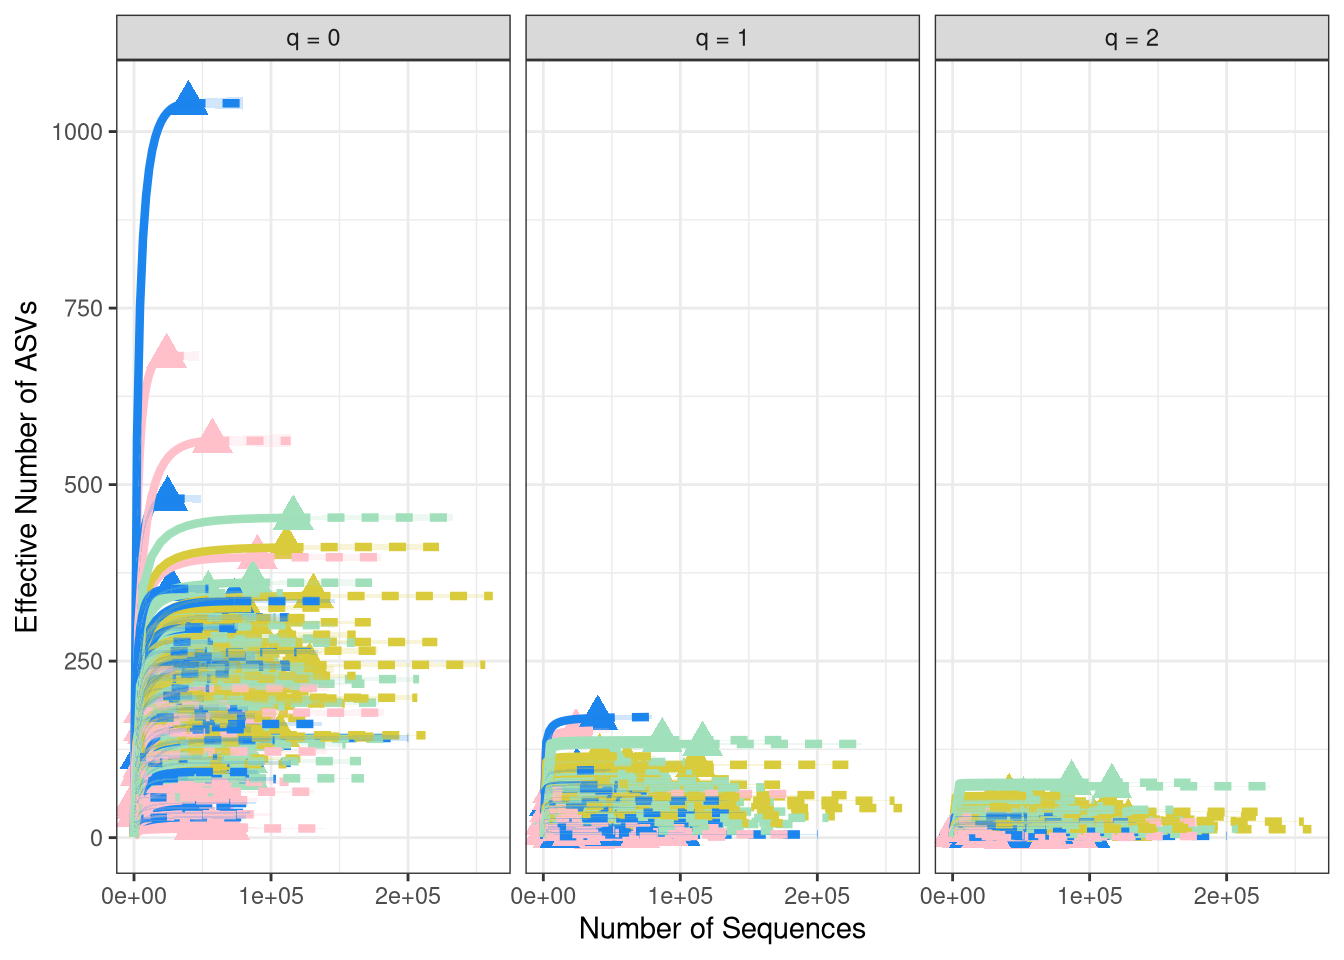 q = 0
q = 1
q = 2
Effective Number of ASVs
1000
750
500
250
0
0e+00
1e+05
2e+05
0e+00
1e+05
2e+05
0e+00
1e+05
2e+05
Number of Sequences